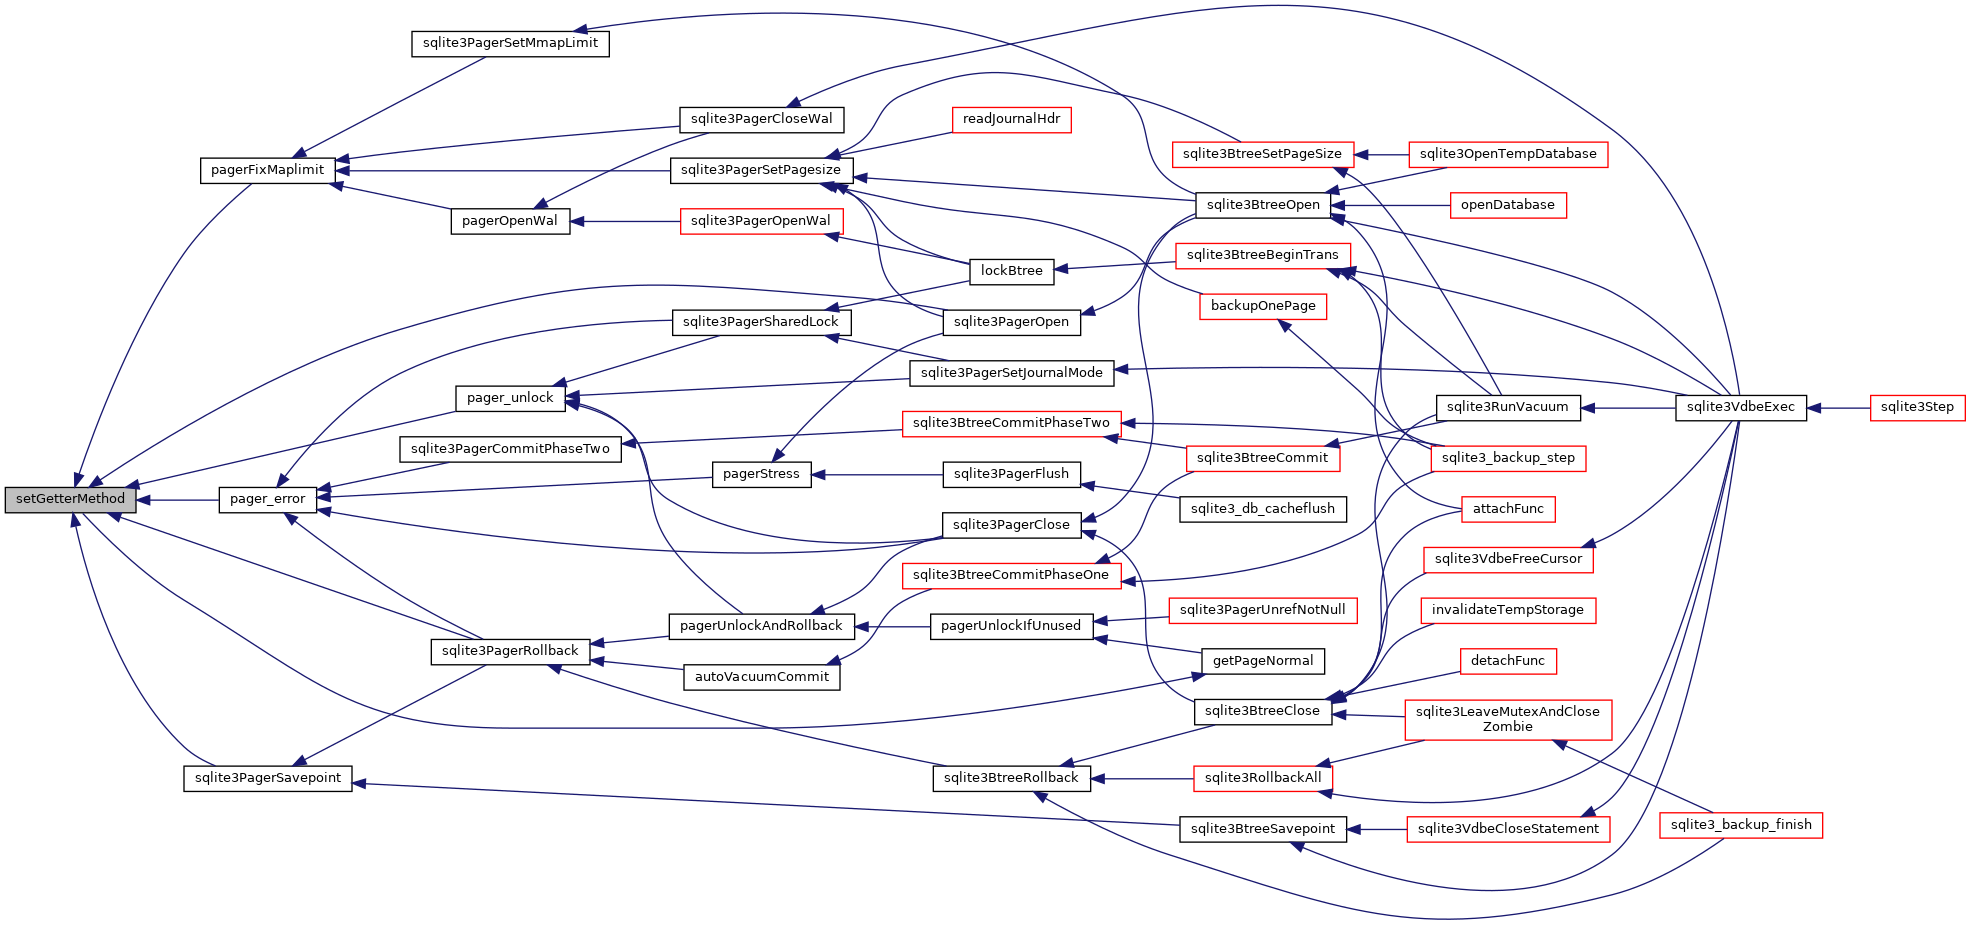 setGetterMethod
pagerFixMaplimit
pager_error
sqlite3PagerSavepoint
sqlite3PagerSetMmapLimit
pagerOpenWal
pager_unlock
sqlite3PagerCommitPhaseTwo
sqlite3PagerRollback
sqlite3PagerCloseWal
sqlite3PagerSetPagesize
sqlite3PagerOpenWal
sqlite3PagerSharedLock
pagerStress
pagerUnlockAndRollback
autoVacuumCommit
readJournalHdr
lockBtree
sqlite3PagerOpen
sqlite3PagerSetJournalMode
sqlite3BtreeCommitPhaseTwo
sqlite3PagerFlush
sqlite3PagerClose
sqlite3BtreeCommitPhaseOne
pagerUnlockIfUnused
sqlite3BtreeRollback
sqlite3BtreeSetPageSize
sqlite3BtreeOpen
sqlite3BtreeBeginTrans
backupOnePage
sqlite3BtreeCommit
sqlite3_db_cacheflush
sqlite3PagerUnrefNotNull
getPageNormal
sqlite3BtreeClose
sqlite3RollbackAll
sqlite3BtreeSavepoint
sqlite3OpenTempDatabase
openDatabase
sqlite3RunVacuum
sqlite3_backup_step
attachFunc
sqlite3VdbeFreeCursor
invalidateTempStorage
detachFunc
sqlite3LeaveMutexAndClose
Zombie
sqlite3VdbeCloseStatement
sqlite3VdbeExec
sqlite3_backup_finish
sqlite3Step